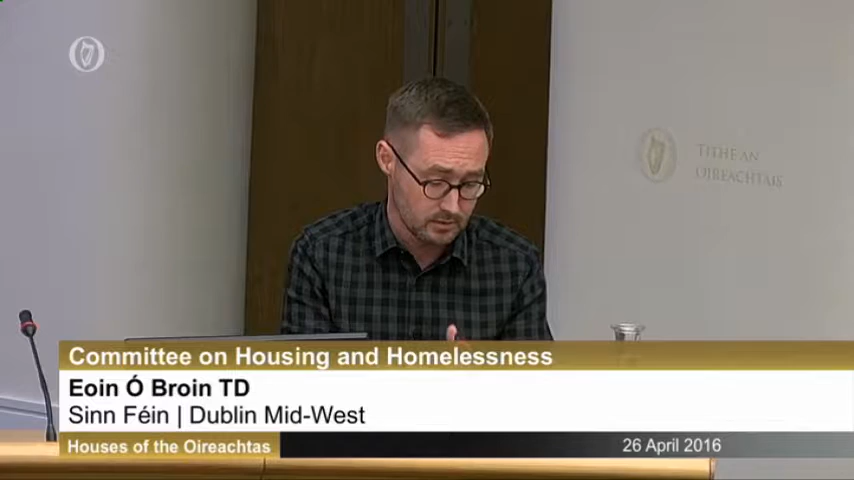 TITHE AN
OIREACHTAIS
Committee on Housing and Homelessness
Eoin Ó Broin TD
Sinn Féin | Dublin Mid-West
Houses of the Oireachtas
26 April 2016